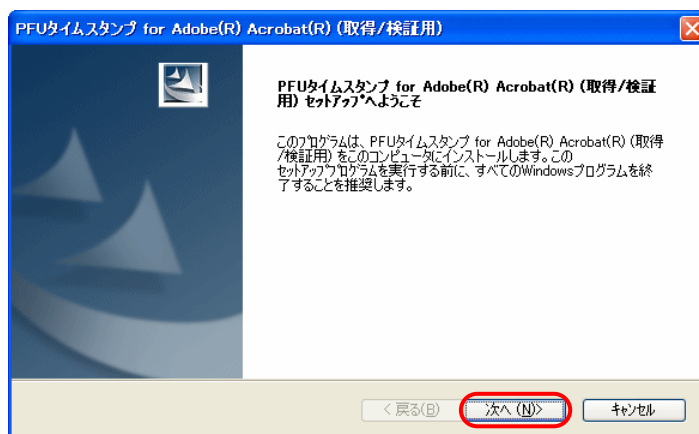 PFUタイムスタンプ for Adobe(R) Acrobat(R) (取得/検証用)
PFUタイムスタンプ for Adobe(R) Acrobat(R) (取得/検証
用) セットアップへようこそ
このプログラムは、PFUタイムスタンプ for Adobe(R) Acrobat(R) (取得
/検証用) をこのコンピュータにインストールします。この
セットアッププログラムを実行する前に、すべてのWindowsプログラムを終
了することを推奨します。
< 戻る(B)
次へ (N)>
キャンセル